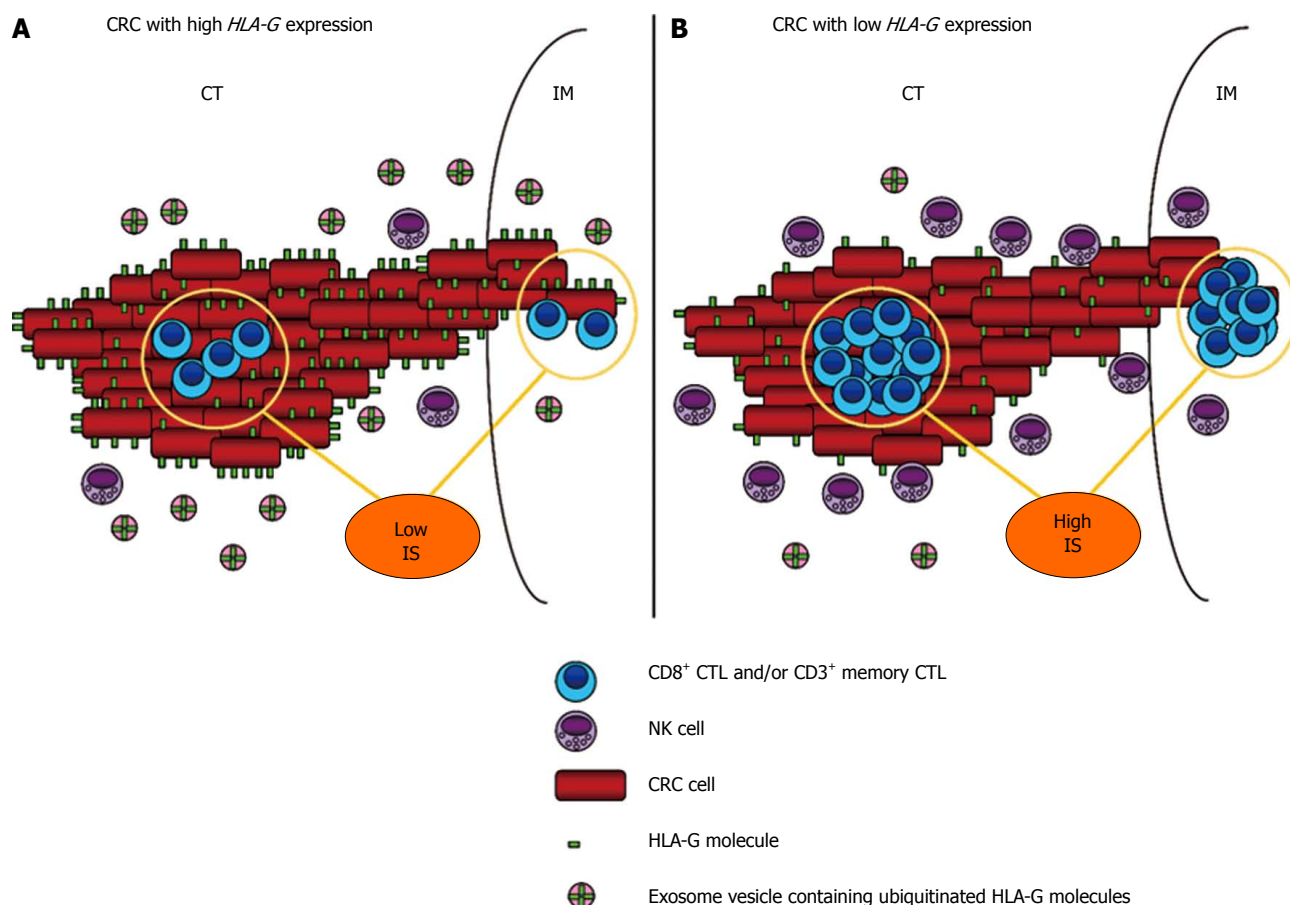 A
CRC with high HLA-G expression
CT
IM
Low
IS
B
CRC with low HLA-G expression
CT
IM
High
IS
CD8⁺ CTL and/or CD3⁺ memory CTL
NK cell
CRC cell
HLA-G molecule
Exosome vesicle containing ubiquitinated HLA-G molecules